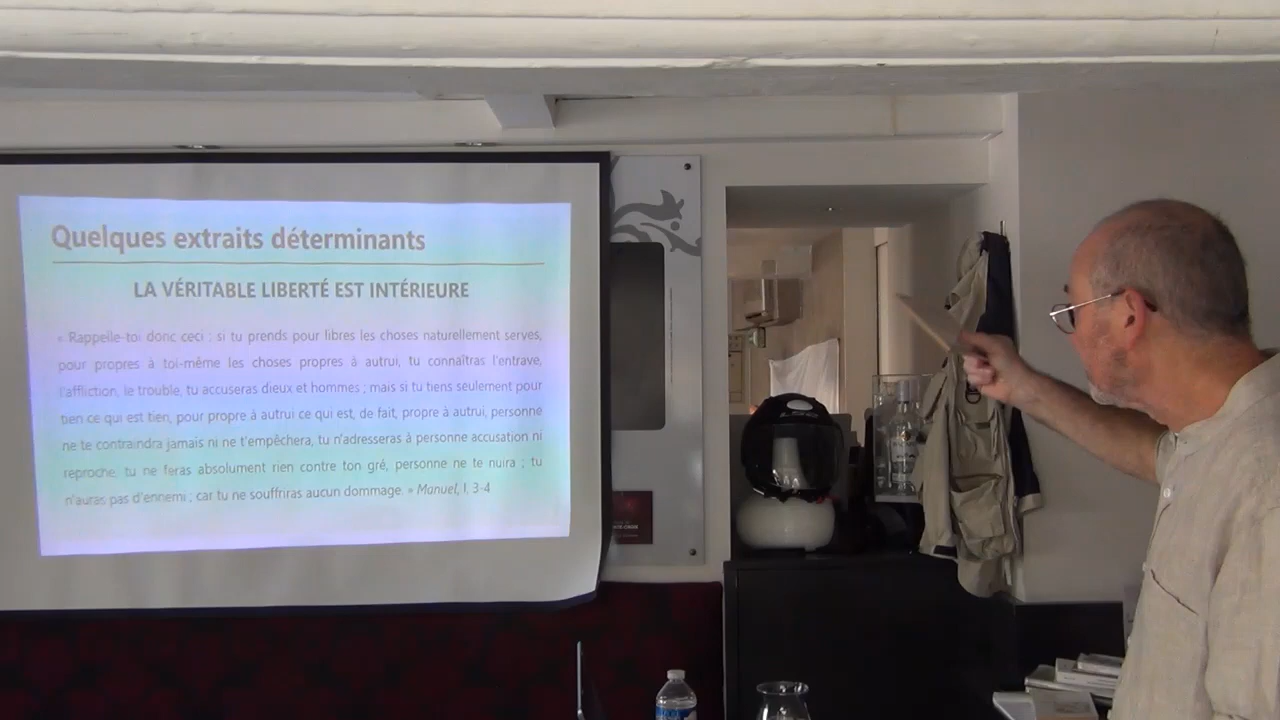 Quelques extraits déterminants
LA VÉRITABLE LIBERTÉ EST INTÉRIEURE
« Rappelle-toi donc ceci : si tu prends pour libres les choses naturellement serves,
pour propres à toi-même les choses propres à autrui, tu connaîtras l'entrave,
l'affliction, le trouble, tu accuseras dieux et hommes ; mais si tu tiens seulement pour
tien ce qui est tien, pour propre à autrui ce qui est, de fait, propre à autrui, personne
ne te contraindra jamais ni ne t'empêchera, tu n'adresseras à personne accusation ni
reproche, tu ne feras absolument rien contre ton gré, personne ne te nuira ; tu
n'auras pas d'ennemi ; car tu ne souffriras aucun dommage. » Manuel, I, 3-4
LS2